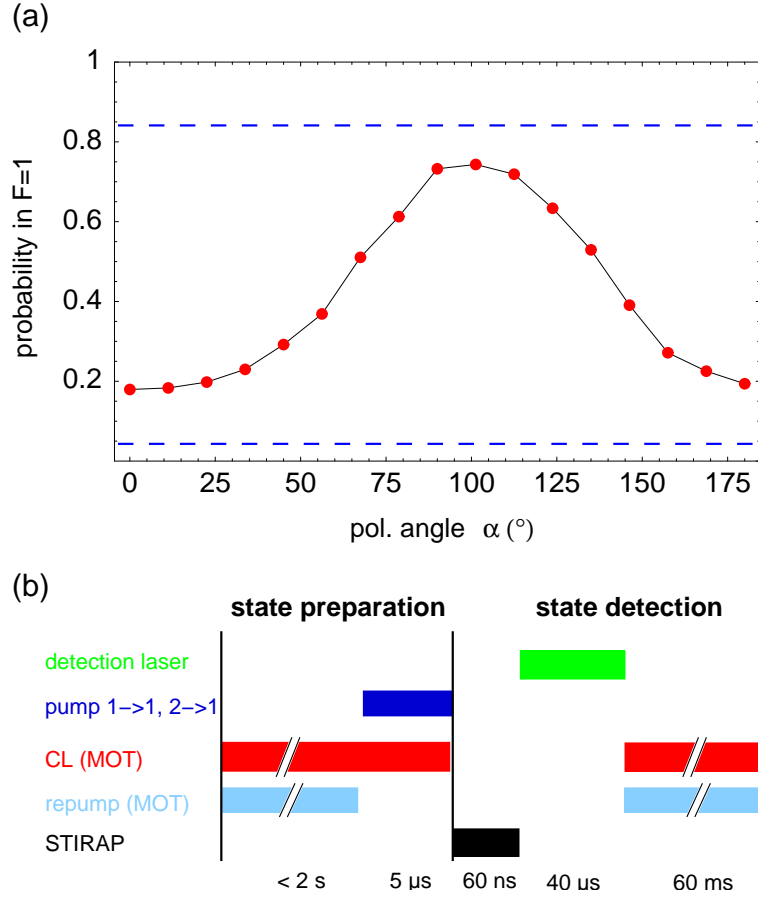 (a)
1
0.8
0.6
0.4
0.2
probability in F=1
0 25 50 75 100 125 150 175
pol. angle α (°)
(b)
state preparation state detection
detection laser
pump 1->1, 2->1
CL (MOT)
repump (MOT)
STIRAP
< 2 s 5 µs 60 ns 40 µs 60 ms